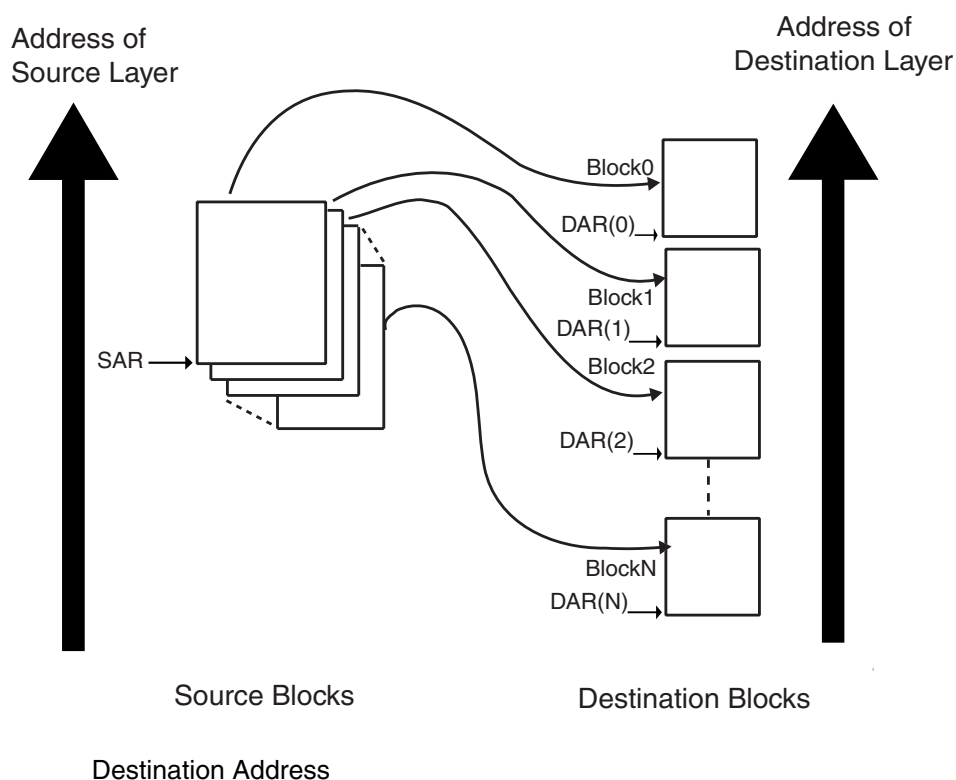 Address of
Source Layer
Address of
Destination Layer
Block0
DAR(0)
Block1
DAR(1)
SAR
Block2
DAR(2)
BlockN
DAR(N)
Source Blocks
Destination Blocks
Destination Address